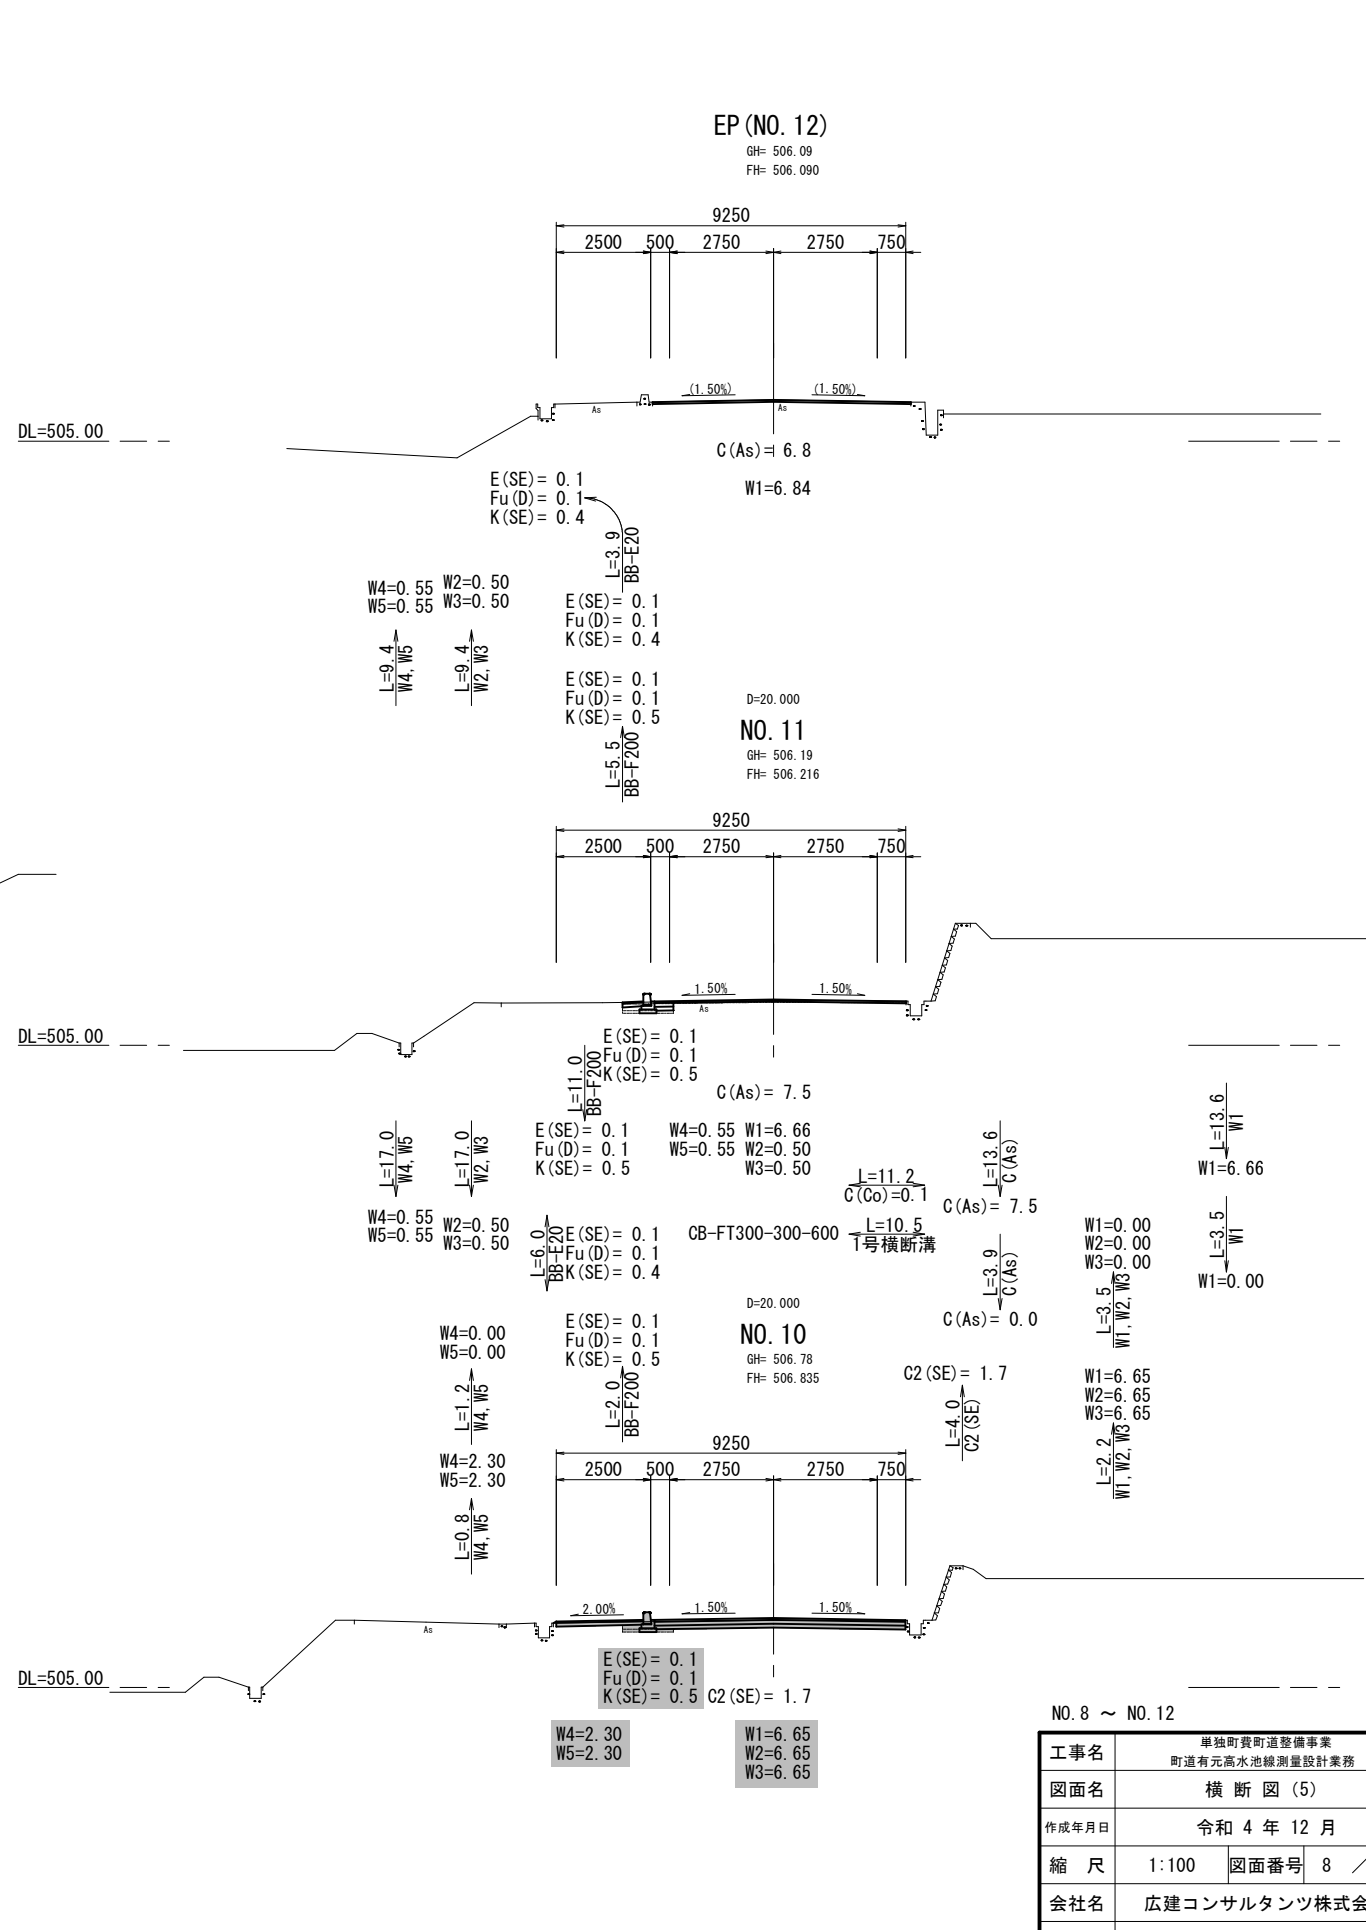 EP(NO.12)
GH= 506.09
FH= 506.090
9250
2500 500 2750 2750 750
(1.50%) (1.50%)
As As
DL=505.00
C(As)= 6.8
W1=6.84
E(SE)= 0.1
Fu(D)= 0.1
K(SE)= 0.4
L=3.9
BB-E20
W4=0.55
W5=0.55
W2=0.50
W3=0.50
E(SE)= 0.1
Fu(D)= 0.1
K(SE)= 0.4
L=9.4
W4,W5
L=9.4
W2,W3
E(SE)= 0.1
Fu(D)= 0.1
K(SE)= 0.5
L=5.5
BB-F200
D=20.000
NO.11
GH= 506.19
FH= 506.216
9250
2500 500 2750 2750 750
1.50% 1.50%
As
DL=505.00
E(SE)= 0.1
Fu(D)= 0.1
K(SE)= 0.5
L=11.0
BB-F200
C(As)= 7.5
E(SE)= 0.1
Fu(D)= 0.1
K(SE)= 0.5
W4=0.55 W1=6.66
W5=0.55 W2=0.50
W3=0.50
L=17.0
W4,W5
L=17.0
W2,W3
L=13.6
C(As)
L=13.6
W1
W1=6.66
L=11.2
C(Co)=0.1
C(As)= 7.5
W4=0.55
W5=0.55
W2=0.50
W3=0.50
L=6.0
BB-E20
E(SE)= 0.1
Fu(D)= 0.1
K(SE)= 0.4
CB-FT300-300-600
L=10.5
1号横断溝
L=3.9
C(As)
C(As)= 0.0
W1=0.00
W2=0.00
W3=0.00
L=3.5
W1
W1=0.00
L=3.5
W1,W2,W3
D=20.000
NO.10
GH= 506.78
FH= 506.835
E(SE)= 0.1
Fu(D)= 0.1
K(SE)= 0.5
L=2.0
BB-F200
W4=0.00
W5=0.00
L=1.2
W4,W5
C2(SE)= 1.7
L=4.0
C2(SE)
W1=6.65
W2=6.65
W3=6.65
L=2.2
W1,W2,W3
W4=2.30
W5=2.30
L=0.8
W4,W5
9250
2500 500 2750 2750 750
2.00% 1.50% 1.50%
As
DL=505.00
E(SE)= 0.1
Fu(D)= 0.1
K(SE)= 0.5
C2(SE)= 1.7
W4=2.30
W5=2.30
W1=6.65
W2=6.65
W3=6.65
NO.8 ～ NO.12
工事名
単独町費町道整備事業
町道有元高水池線測量設計業務
図面名 横 断 図 (5)
作成年月日 令和 4 年 12 月
縮 尺 1:100 図面番号 8 ／
会社名 広建コンサルタンツ株式会